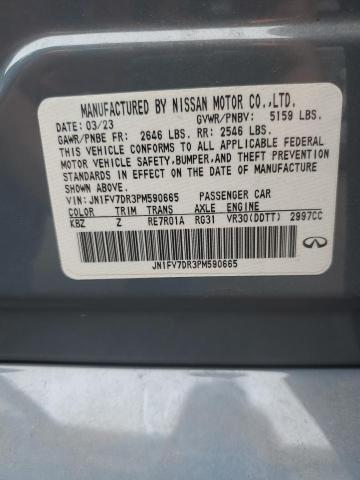 MANUFACTURED BY NISSAN MOTOR CO.,LTD.
DATE: 03/23 GVWR/PNBV: 5159 LBS.
GAWR/PNBE FR: 2646 LBS. RR: 2546 LBS.
THIS VEHICLE CONFORMS TO ALL APPLICABLE FEDERAL
MOTOR VEHICLE SAFETY,BUMPER,AND THEFT PREVENTION
STANDARDS IN EFFECT ON THE DATE OF MANUFACTURE
SHOWN ABOVE.
VIN: JN1FV7DR3PM590665 PASSENGER CAR
COLOR TRIM TRANS AXLE ENGINE
KBZ Z RE7R01A RG31 VR30(DDTT) 2997CC
JN1FV7DR3PM590665
INFINITI